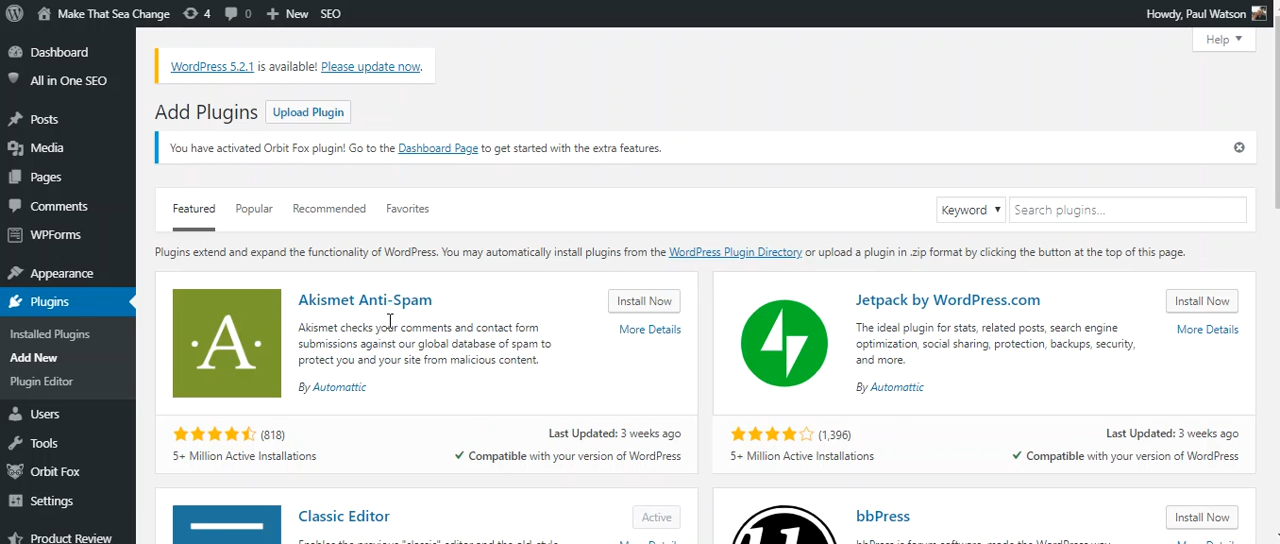 Make That Sea Change 4 0 New SEO Howdy, Paul Watson
Help
Dashboard
All in One SEO
Posts
Media
Pages
Comments
WPForms
Appearance
Plugins
Installed Plugins
Add New
Plugin Editor
Users
Tools
Orbit Fox
Settings
Product Review
WordPress 5.2.1 is available! Please update now.
Add Plugins Upload Plugin
You have activated Orbit Fox plugin! Go to the Dashboard Page to get started with the extra features.
Featured Popular Recommended Favorites Keyword Search plugins...
Plugins extend and expand the functionality of WordPress. You may automatically install plugins from the WordPress Plugin Directory or upload a plugin in .zip format by clicking the button at the top of this page.
Akismet Anti-Spam
Install Now
More Details
Akismet checks your comments and contact form
submissions against our global database of spam to
protect you and your site from malicious content.
By Automattic
(818)
Last Updated: 3 weeks ago
5+ Million Active Installations
Compatible with your version of WordPress
Jetpack by WordPress.com
Install Now
More Details
The ideal plugin for stats, related posts, search engine
optimization, social sharing, protection, backups, security,
and more.
By Automattic
(1,396)
Last Updated: 3 weeks ago
5+ Million Active Installations
Compatible with your version of WordPress
Classic Editor
Active
bbPress
Install Now